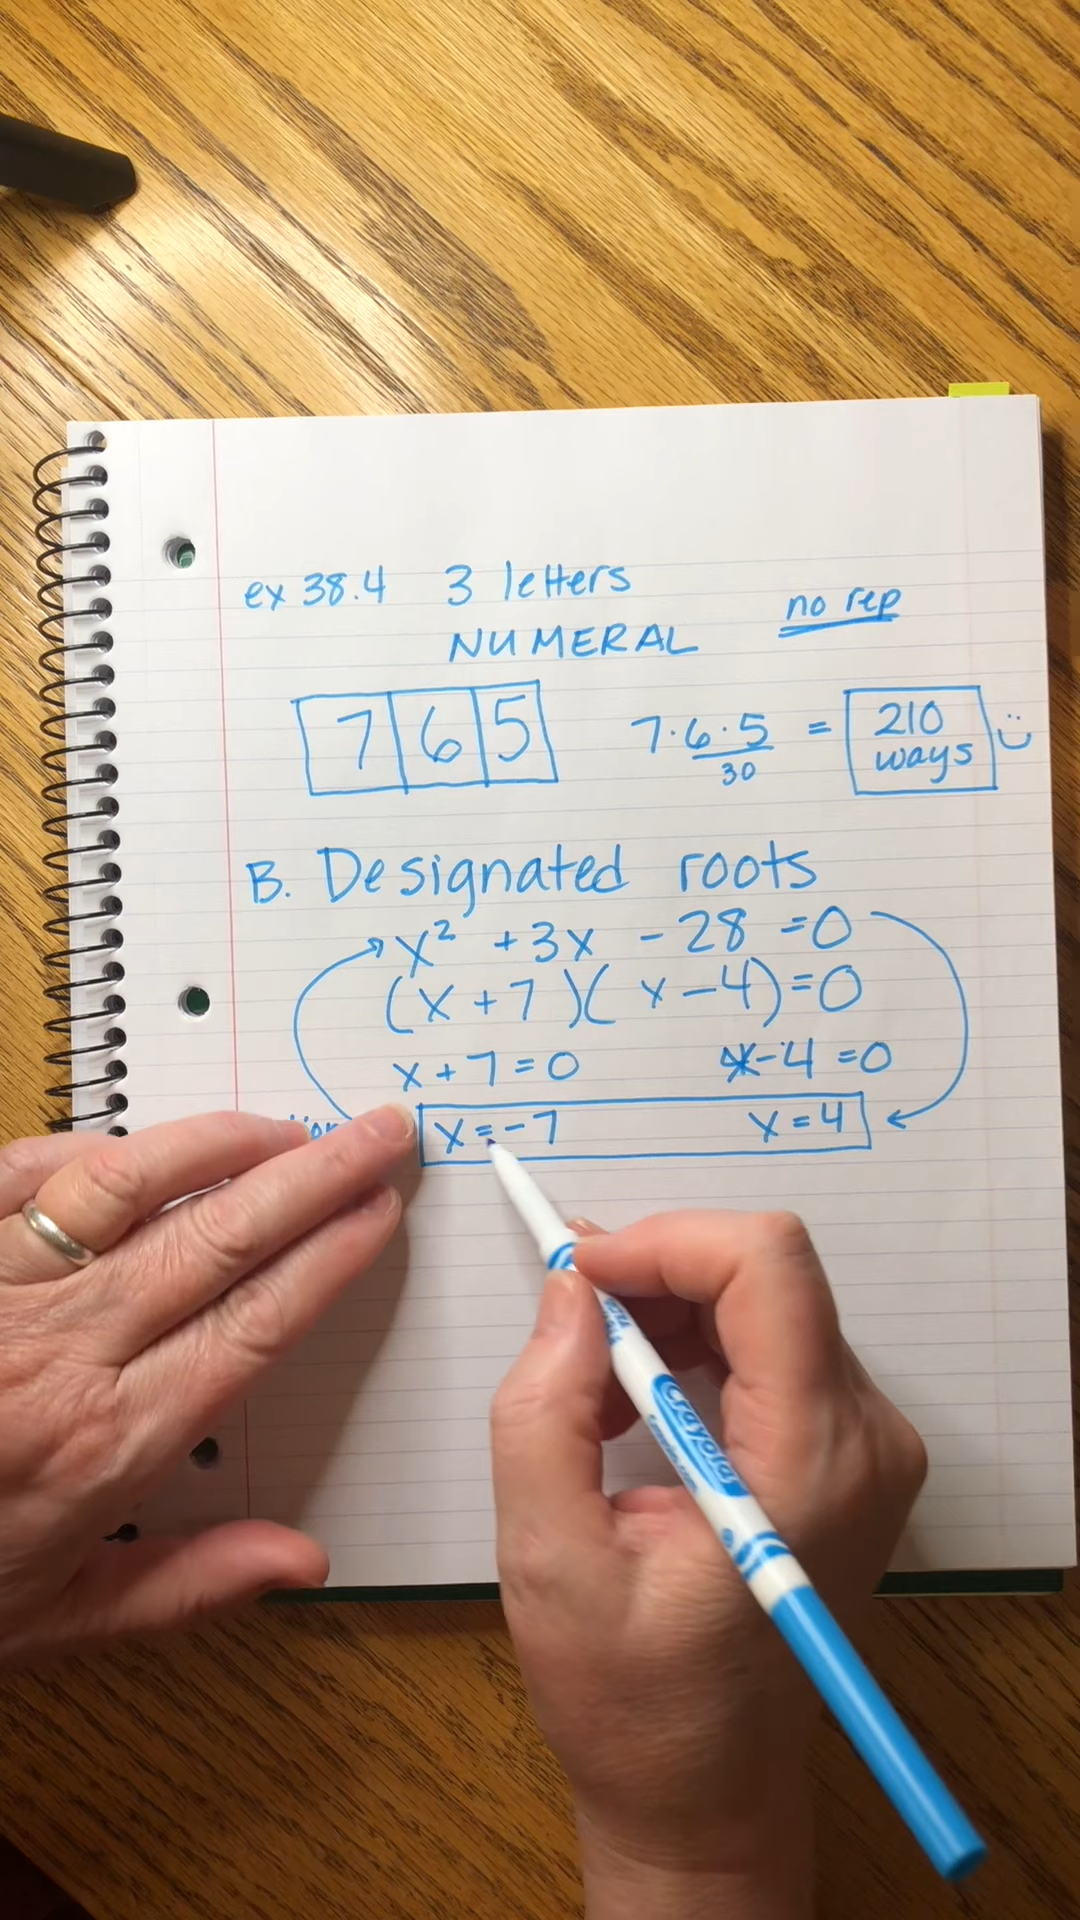 ex 38.4 3 letters
no rep
NUMERAL
7 6 5 7·6·5 = 210
30 ways
B. Designated roots
x² + 3x - 28 = 0
(x + 7)(x - 4) = 0
x + 7 = 0 x - 4 = 0
x = -7 x = 4
Crayola